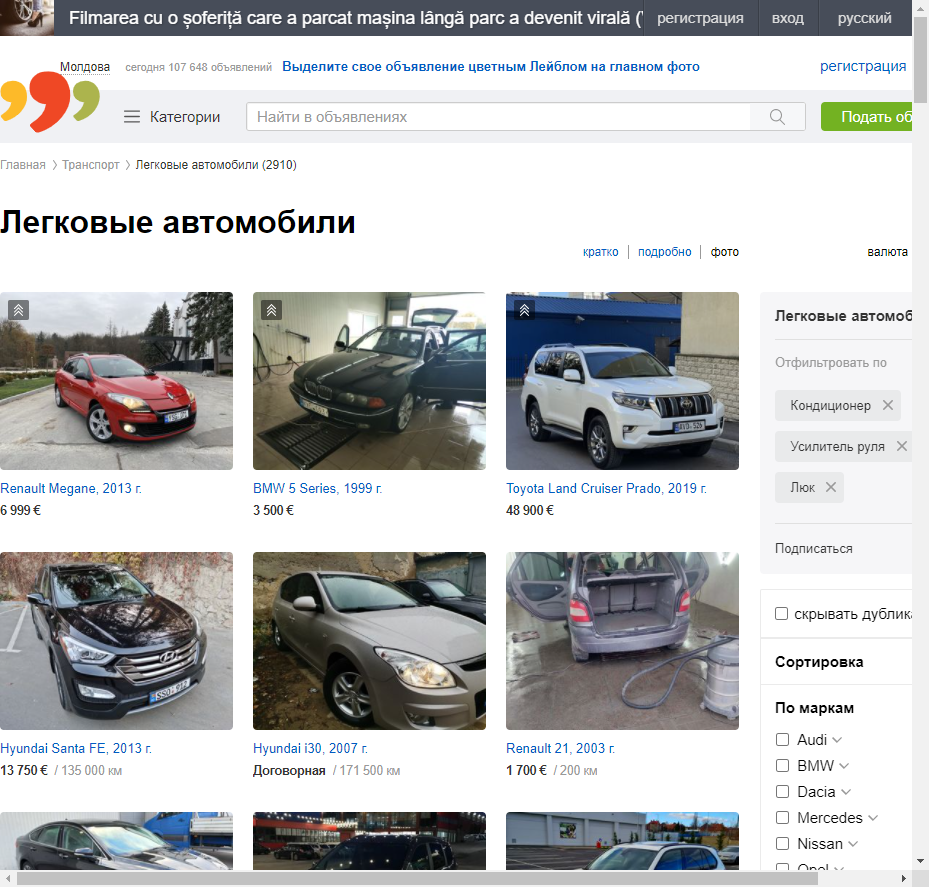 Filmarea cu o șoferiță care a parcat mașina lângă parc a devenit virală (
регистрация
вход
русский
Молдова
сегодня 107 648 объявлений
Выделите свое объявление цветным Лейблом на главном фото
регистрация
Категории
Найти в объявлениях
Подать об
Главная
Транспорт
Легковые автомобили (2910)
Легковые автомобили
кратко
подробно
фото
валюта
Renault Megane, 2013 г.
6 999 €
BMW 5 Series, 1999 г.
3 500 €
Toyota Land Cruiser Prado, 2019 г.
48 900 €
Hyundai Santa FE, 2013 г.
13 750 € / 135 000 км
Hyundai i30, 2007 г.
Договорная / 171 500 км
Renault 21, 2003 г.
1 700 € / 200 км
Легковые автомоб
Отфильтровать по
Кондиционер
Усилитель руля
Люк
Подписаться
скрывать дублика
Сортировка
По маркам
Audi
BMW
Dacia
Mercedes
Nissan
Opel